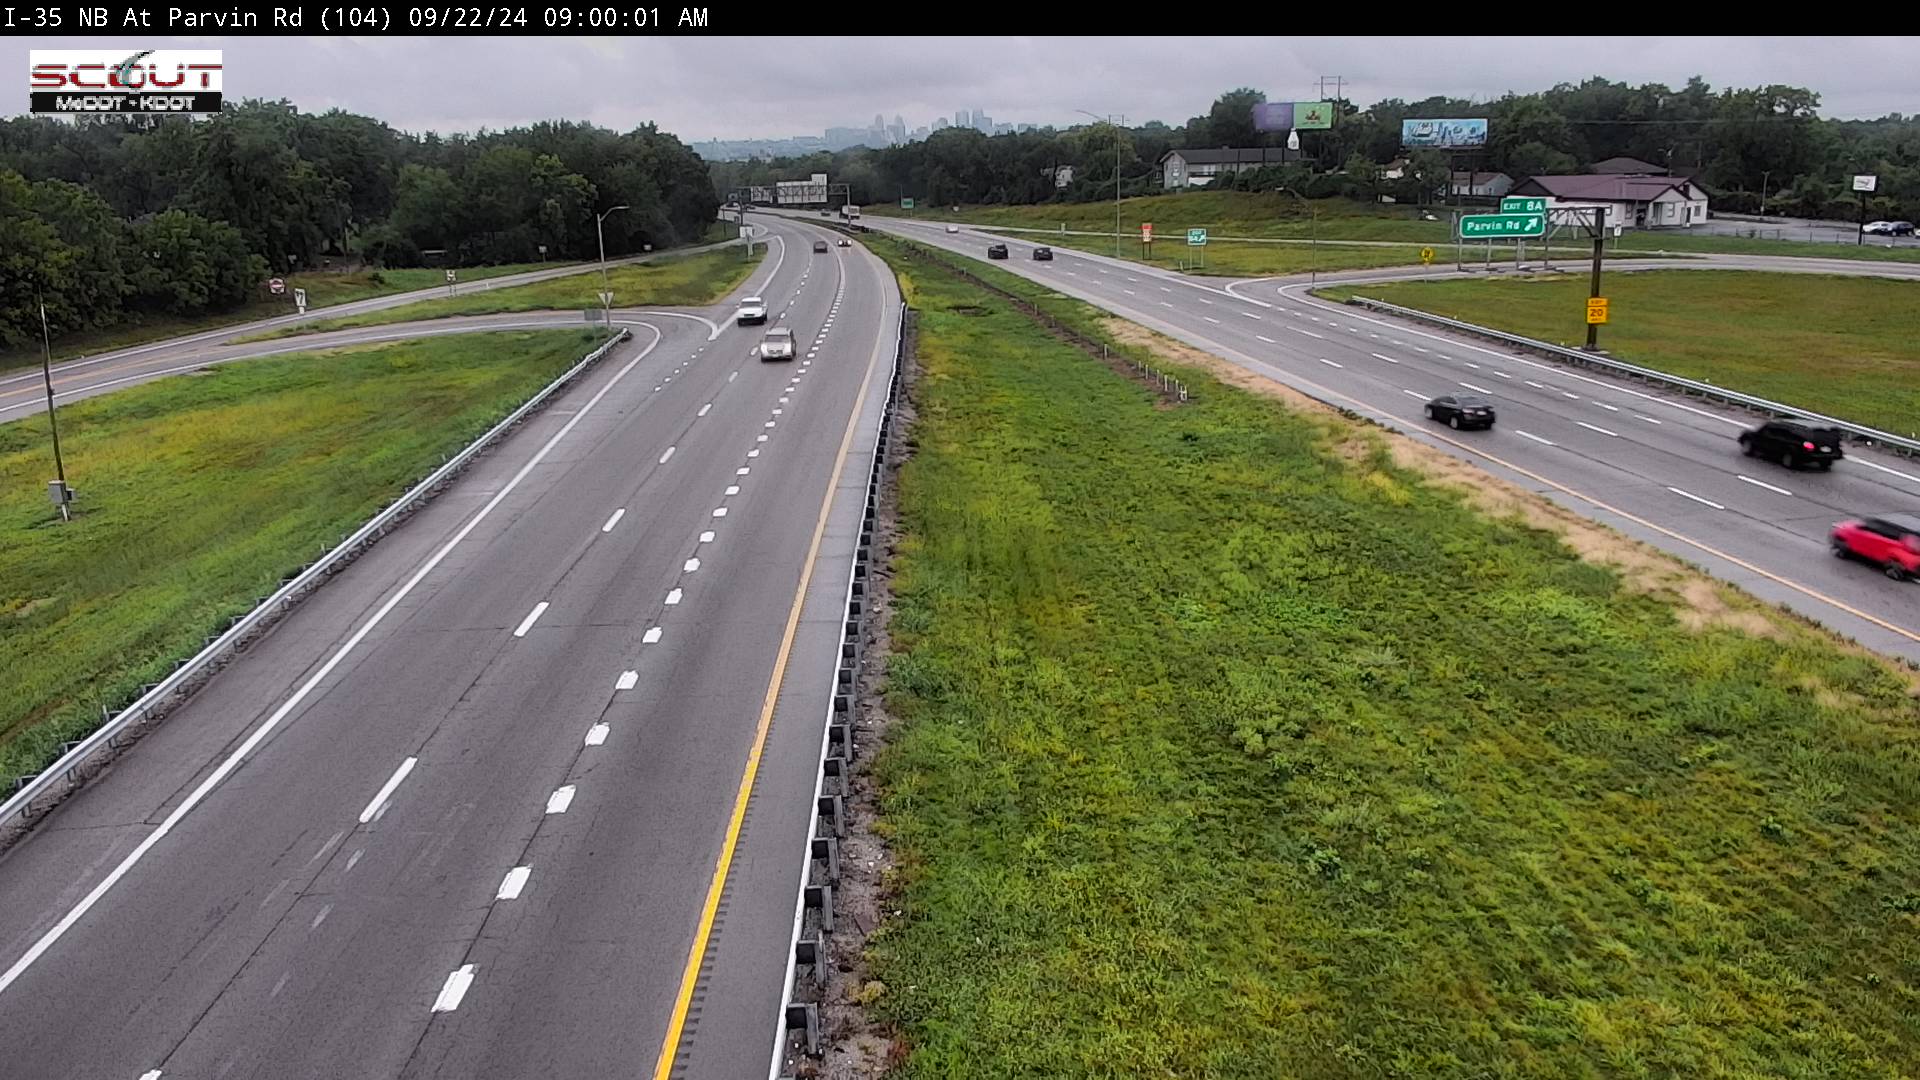 I-35 NB At Parvin Rd (104) 09/22/24 09:00:01 AM
SCOUT
MoDOT - KDOT
EXIT 8A
Parvin Rd
EXIT
20